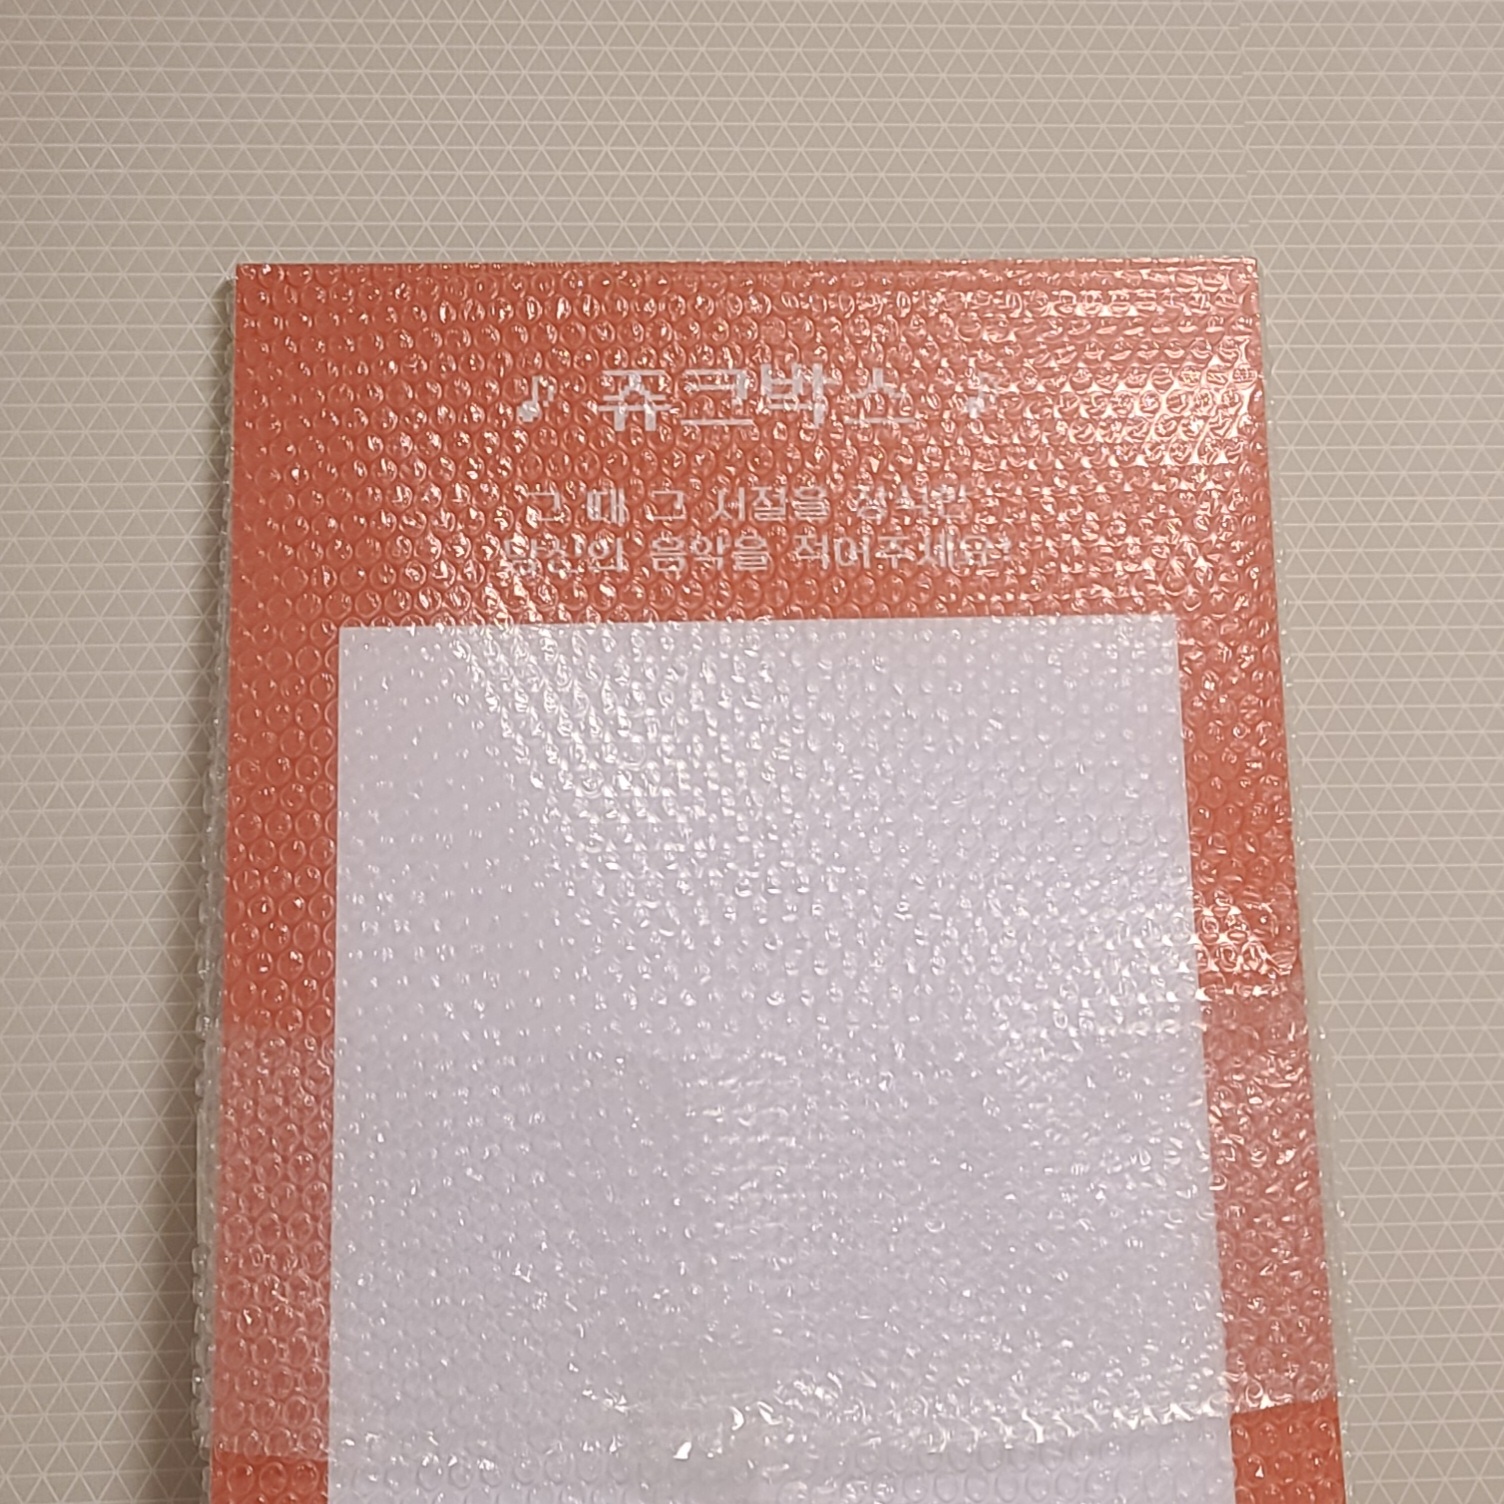 ♪ 쥬크박스 ♪
그 때 그 시절을 장식한
당신의 음악을 적어주세요!